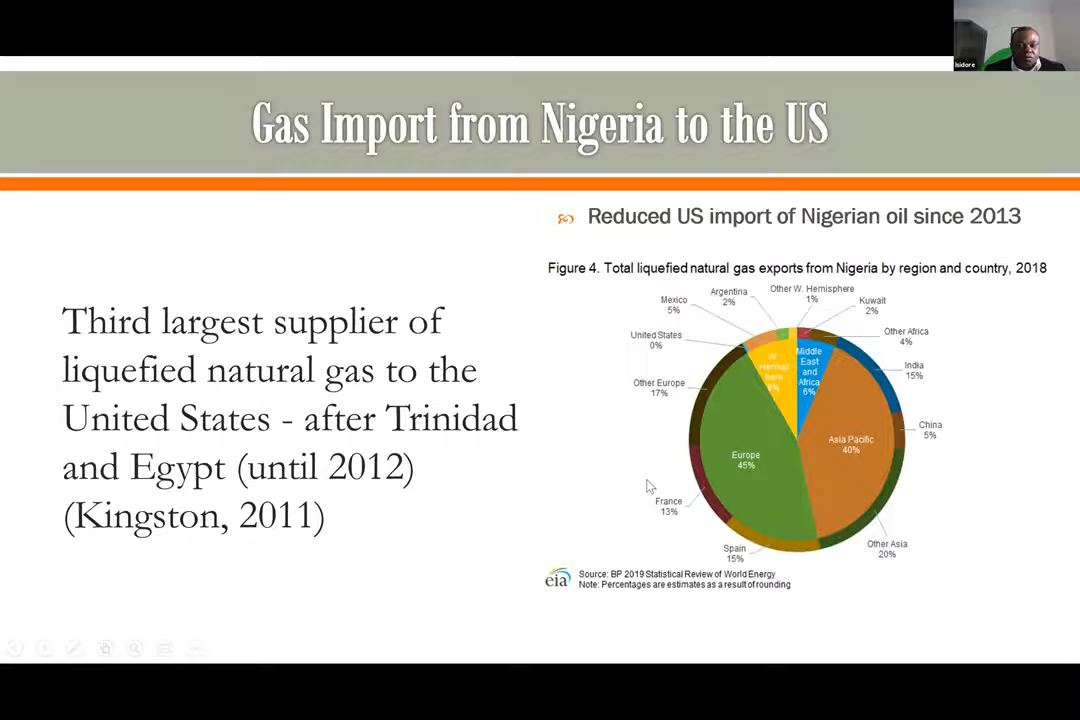 Isidore
Gas Import from Nigeria to the US
Reduced US import of Nigerian oil since 2013
Third largest supplier of
liquefied natural gas to the
United States - after Trinidad
and Egypt (until 2012)
(Kingston, 2011)
Figure 4. Total liquefied natural gas exports from Nigeria by region and country, 2018
Other W. Hemisphere
1%
Argentina
2%
Mexico
5%
Kuwait
2%
United States
0%
Other Africa
4%
India
15%
Other Europe
17%
China
5%
France
13%
Spain
15%
Other Asia
20%
W.
Middle
East
and
Africa
6%
Asia Pacific
40%
Europe
45%
eia
Source: BP 2019 Statistical Review of World Energy
Note: Percentages are estimates as a result of rounding